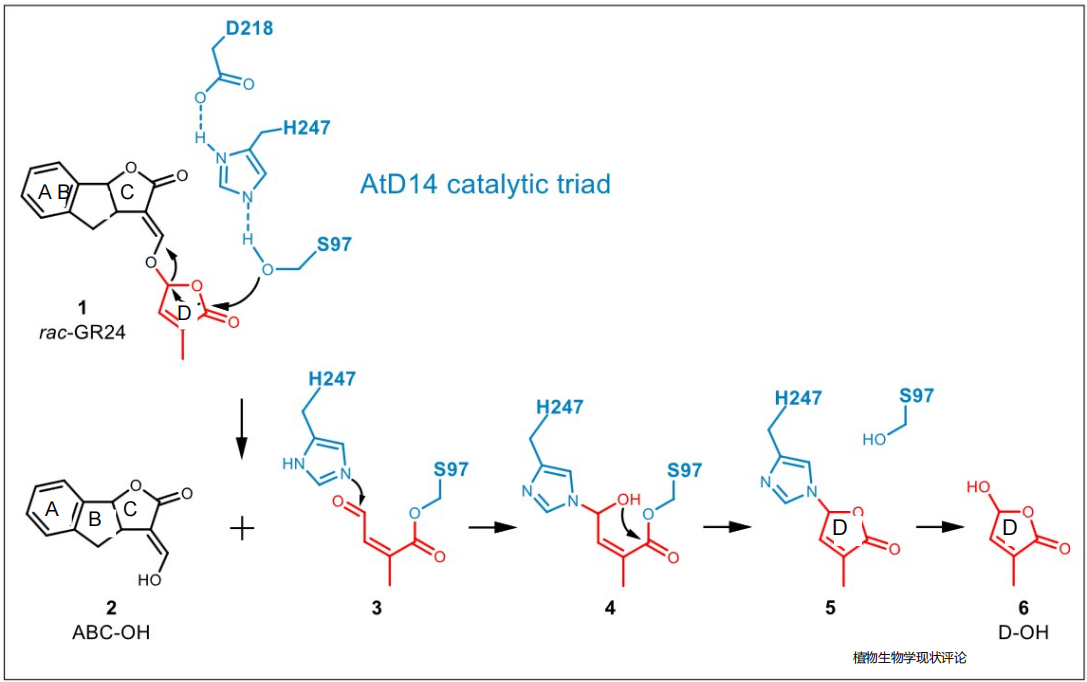 D218
O
O
H
H247
N
N
H
O
S97
AtD14 catalytic triad
A B C
O
O
O
O
D
O
1
rac-GR24
H247
HN
N
O
S97
O
O
3
H247
N
N
OH
S97
O
O
4
H247
N
N
S97
HO
O
D
O
5
HO
O
D
O
6
D-OH
A B C
O
O
HO
+
2
ABC-OH
植物生物学现状评论